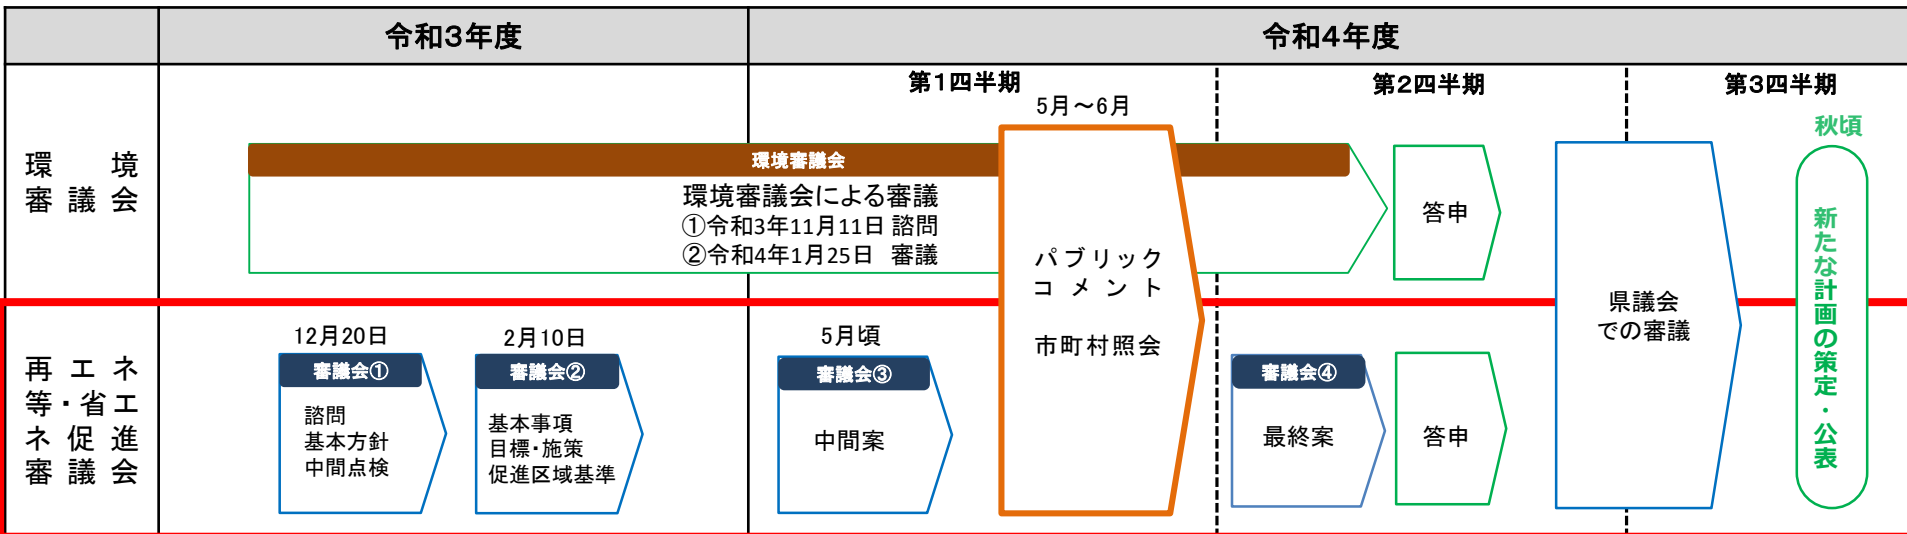 令和3年度
令和4年度
第1四半期
第2四半期
第3四半期
5月～6月
秋頃
環境
審議会
環境審議会
環境審議会による審議
①令和3年11月11日 諮問
②令和4年1月25日 審議
パブリック
コメント
市町村照会
答申
県議会
での審議
新たな計画の策定・公表
再エネ
等・省エ
ネ促進
審議会
12月20日
審議会①
諮問
基本方針
中間点検
2月10日
審議会②
基本事項
目標・施策
促進区域基準
5月頃
審議会③
中間案
審議会④
最終案
答申